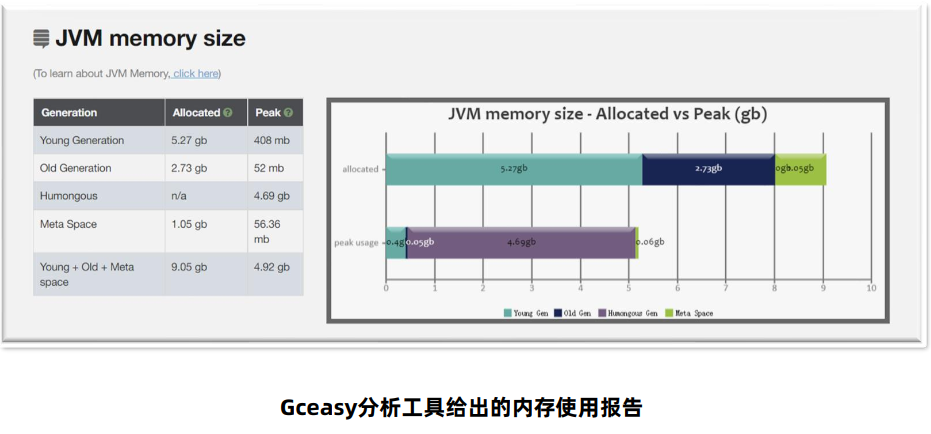 JVM memory size
(To learn about JVM Memory, click here)
Generation Allocated ? Peak ?
Young Generation 5.27 gb 408 mb
Old Generation 2.73 gb 52 mb
Humongous n/a 4.69 gb
Meta Space 1.05 gb 56.36
mb
Young + Old + Meta 9.05 gb 4.92 gb
space
JVM memory size - Allocated vs Peak (gb)
allocated 5.27gb 2.73gb 0gb 1.05gb
peak usage 0.4g 0.05gb 4.69gb 0.06gb
0 1 2 3 4 5 6 7 8 9 10
Young Gen Old Gen Humongous Gen Meta Space
Gceasy分析工具给出的内存使用报告